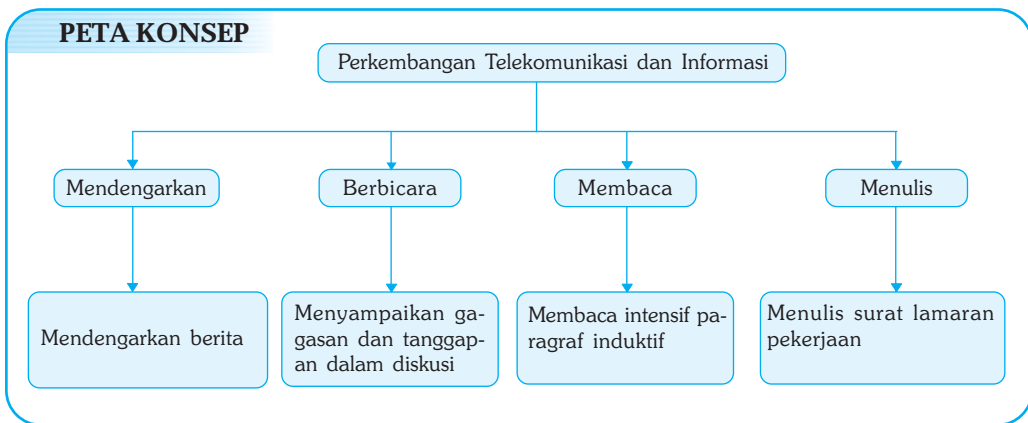 PETA KONSEP
Perkembangan Telekomunikasi dan Informasi
Mendengarkan
Berbicara
Membaca
Menulis
Mendengarkan berita
Menyampaikan ga-
gasan dan tanggap-
an dalam diskusi
Membaca intensif pa-
ragraf induktif
Menulis surat lamaran
pekerjaan